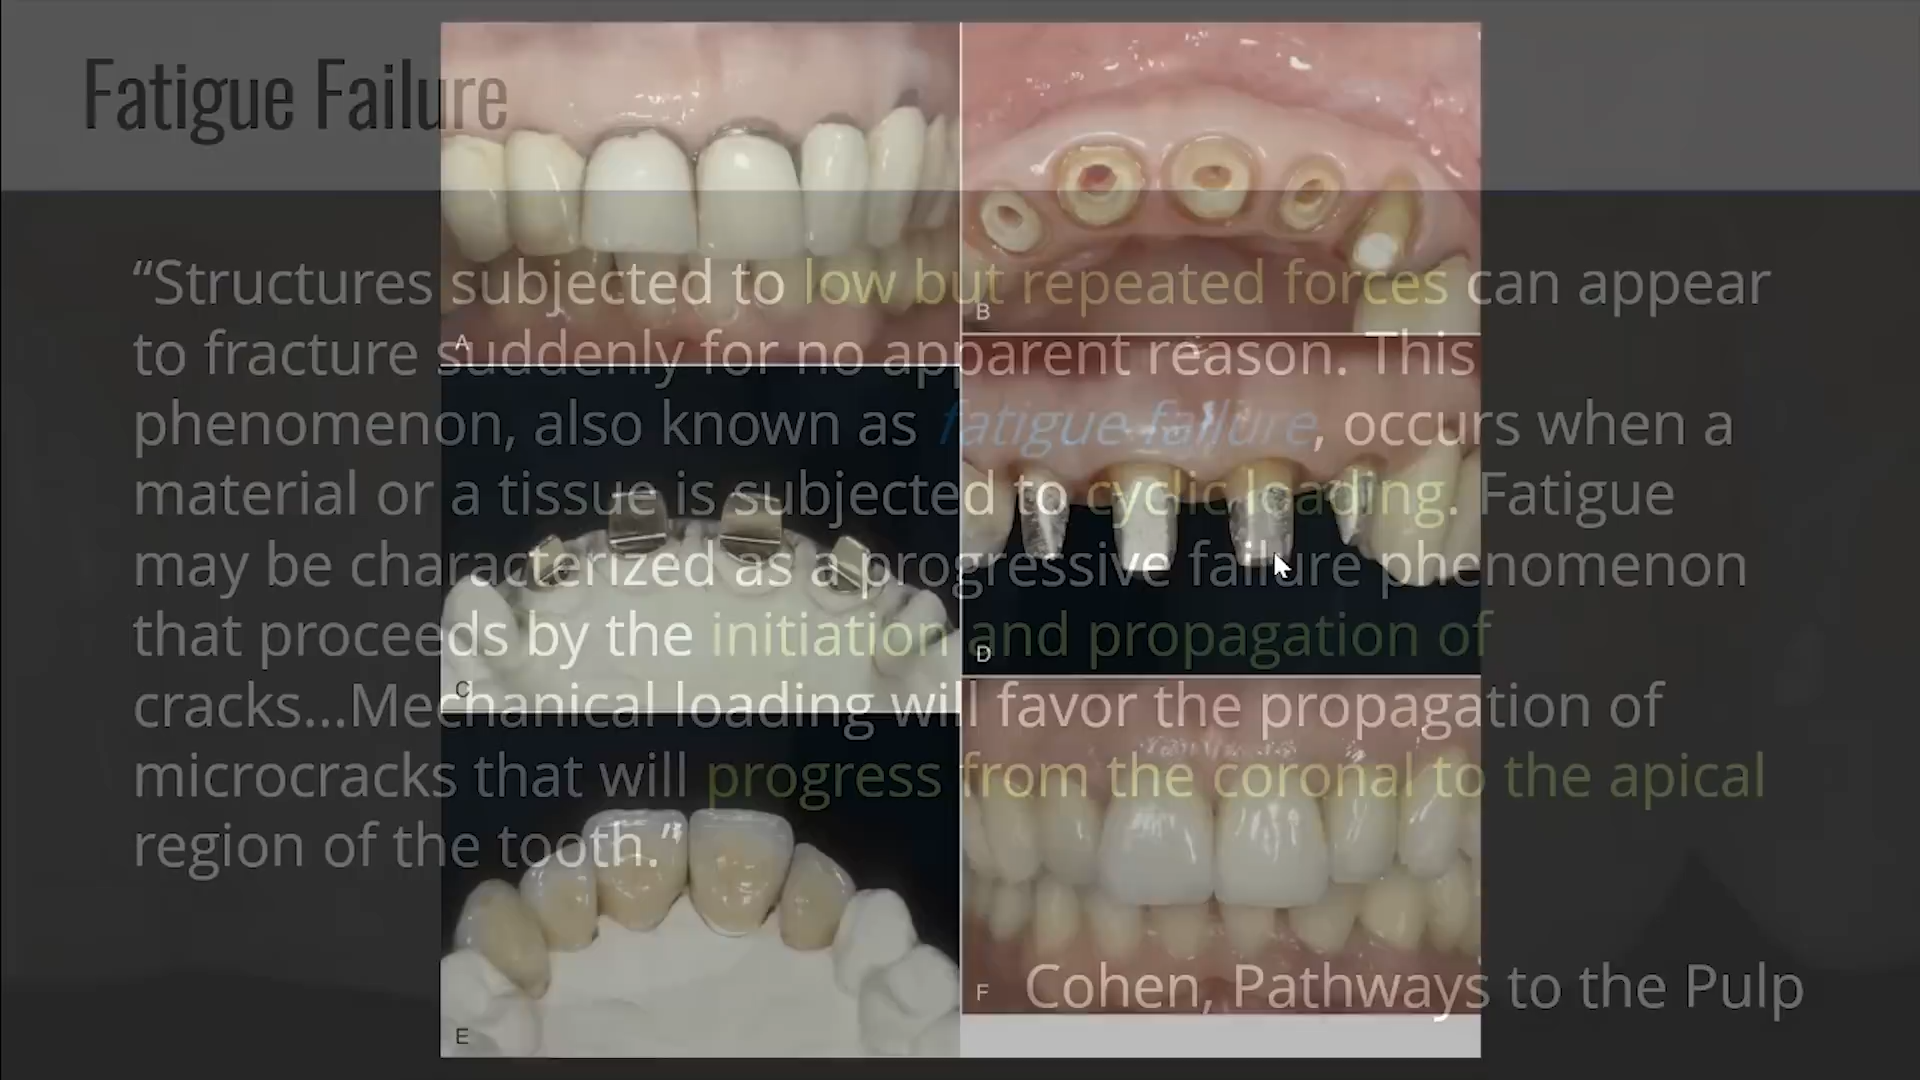 Fatigue Failure
“Structures subjected to low but repeated forces can appear
to fracture suddenly for no apparent reason. This
phenomenon, also known as fatigue failure, occurs when a
material or a tissue is subjected to cyclic loading. Fatigue
may be characterized as a progressive failure phenomenon
that proceeds by the initiation and propagation of
cracks...Mechanical loading will favor the propagation of
microcracks that will progress from the coronal to the apical
region of the tooth.”
Cohen, Pathways to the Pulp
A
B
C
D
E
F